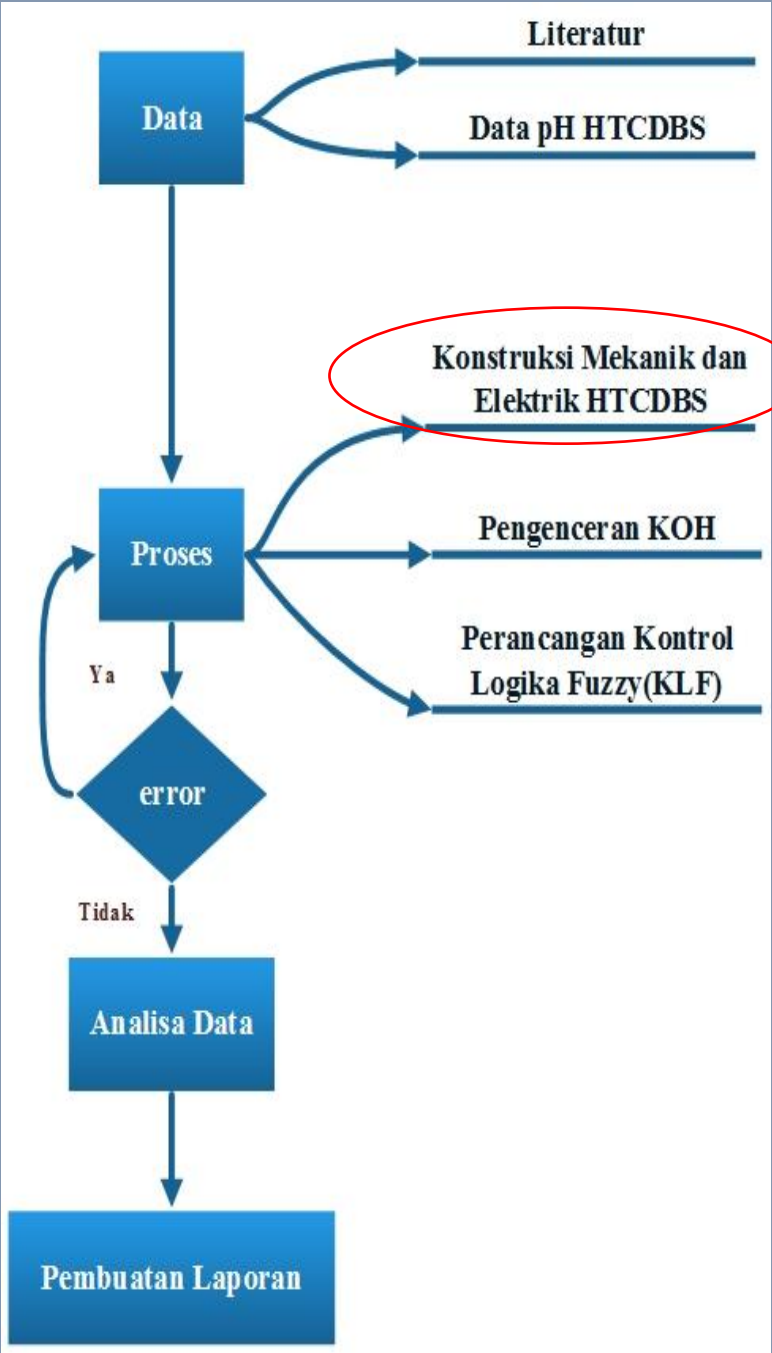 Literatur
Data
Data pH HTCDBS
Konstruksi Mekanik dan
Elektrik HTCDBS
Proses
Pengenceran KOH
Perancangan Kontrol
Logika Fuzzy(KLF)
Ya
error
Tidak
Analisa Data
Pembuatan Laporan